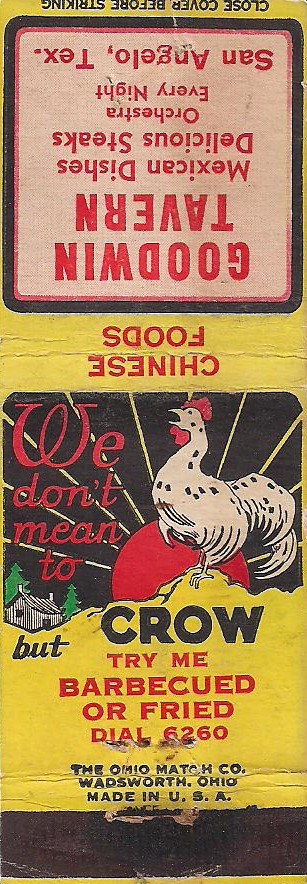 We
don't
mean
to
CROW
but
TRY ME
BARBECUED
OR FRIED
DIAL 6260
THE OHIO MATCH CO.
WADSWORTH, OHIO
MADE IN U. S. A.
CHINESE
FOODS
GOODWIN
TAVERN
Mexican Dishes
Delicious Steaks
Orchestra
Every Night
San Angelo, Tex.
CLOSE COVER BEFORE STRIKING